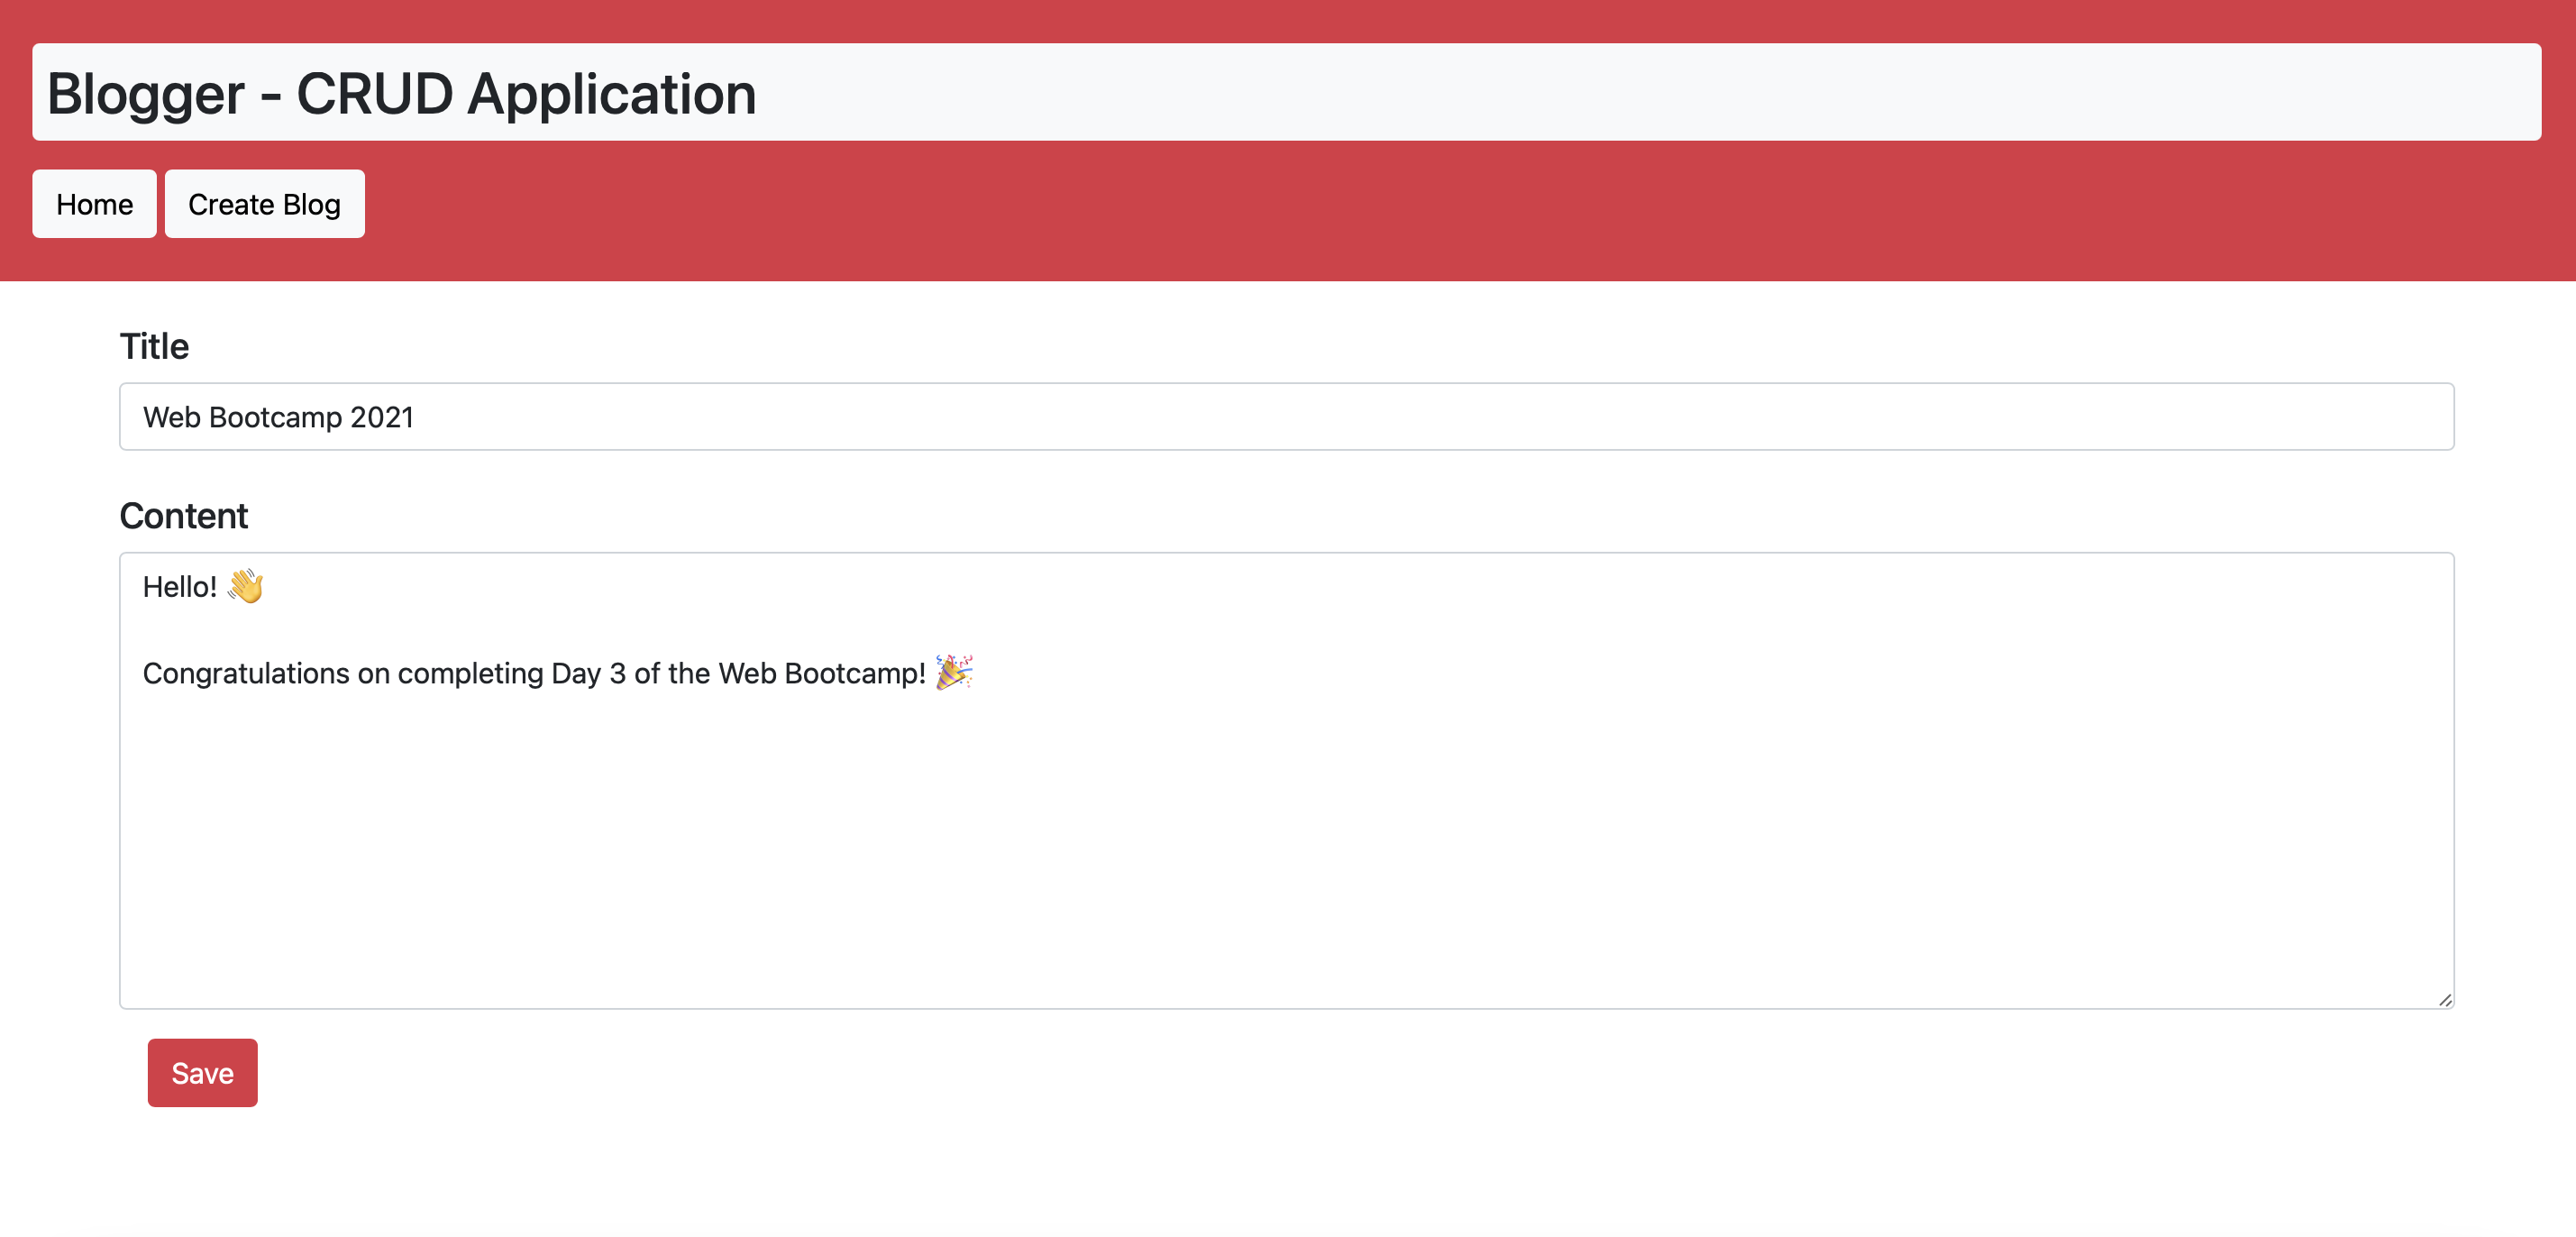 Blogger - CRUD Application
Home Create Blog
Title
Web Bootcamp 2021
Content
Hello! 👋
Congratulations on completing Day 3 of the Web Bootcamp! 🎉
Save